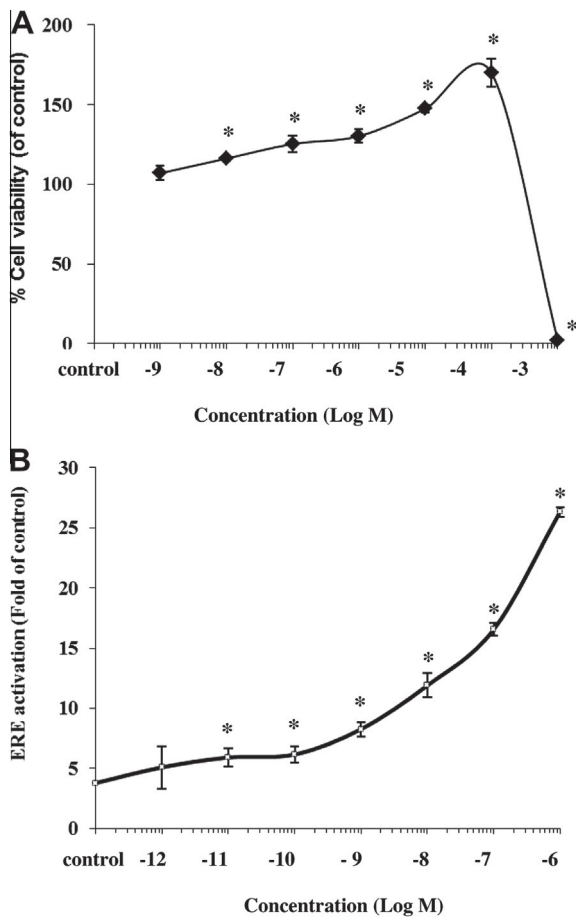 A
% Cell viability (of control)
200
150
100
50
0
* * * * * * *
control -9 -8 -7 -6 -5 -4 -3
Concentration (Log M)
B
ERE activation (Fold of control)
30
25
20
15
10
5
0
* * * * * *
control -12 -11 -10 - 9 -8 -7 -6
Concentration (Log M)